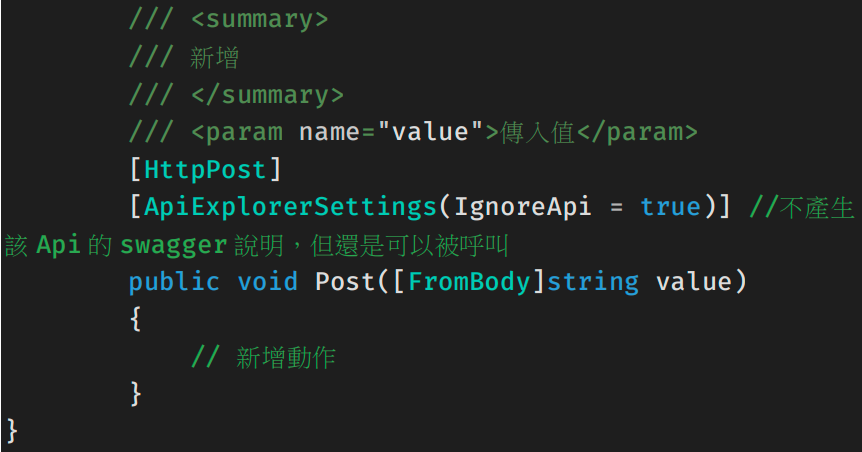 /// <summary>
/// 新增
/// </summary>
/// <param name="value">傳入值</param>
[HttpPost]
[ApiExplorerSettings(IgnoreApi = true)] //不產生
該 Api 的 swagger 說明，但還是可以被呼叫
public void Post([FromBody]string value)
{
// 新增動作
}
}